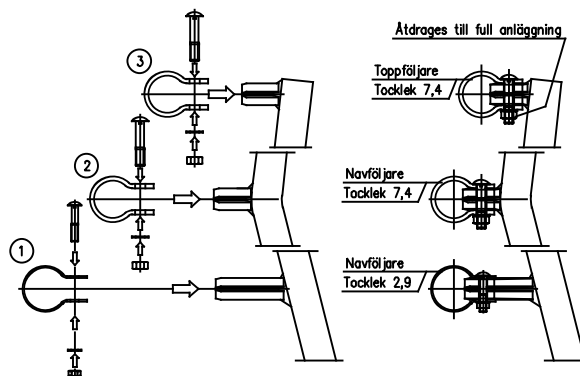 Åtdrages till full anläggning
3
Toppföljare
Tocklek 7,4
2
Navföljare
Tocklek 7,4
1
Navföljare
Tocklek 2,9